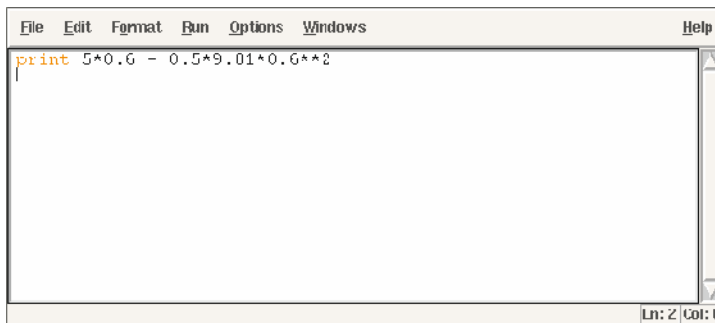 File Edit Format Run Options Windows Help
print 5*0.6 - 0.5*9.81*0.6**2
Ln: 2 Col: